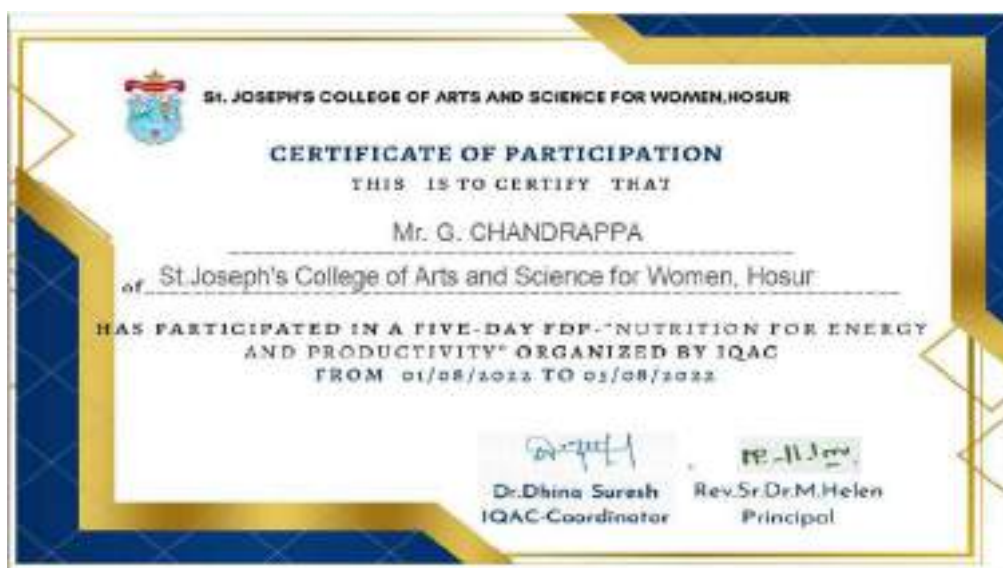 St. JOSEPH'S COLLEGE OF ARTS AND SCIENCE FOR WOMEN,HOSUR
CERTIFICATE OF PARTICIPATION
THIS IS TO CERTIFY THAT
Mr. G. CHANDRAPPA
of St.Joseph's College of Arts and Science for Women, Hosur
HAS PARTICIPATED IN A FIVE-DAY FDP-"NUTRITION FOR ENERGY
AND PRODUCTIVITY" ORGANIZED BY IQAC
FROM 01/08/2022 TO 05/08/2022
Dr.Dhina Suresh Rev.Sr.Dr.M.Helen
IQAC-Coordinator Principal